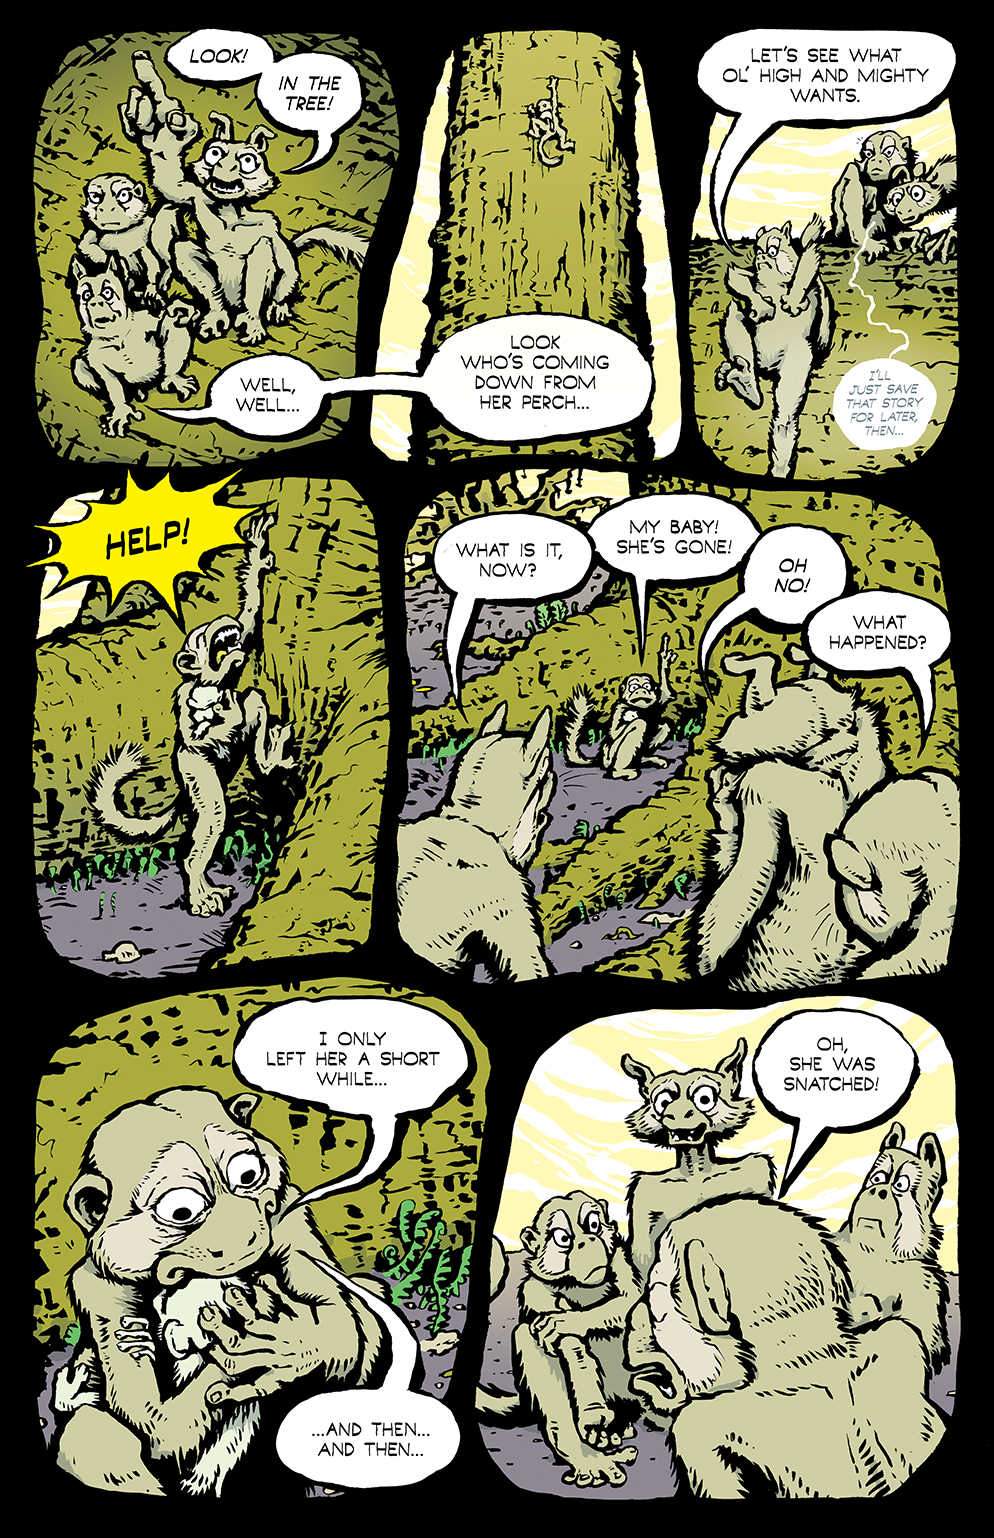 LOOK!
IN THE
TREE!
WELL,
WELL...
LOOK
WHO'S COMING
DOWN FROM
HER PERCH...
LET'S SEE WHAT
OL' HIGH AND MIGHTY
WANTS.
I'LL
JUST SAVE
THAT STORY
FOR LATER,
THEN...
HELP!
WHAT IS IT,
NOW?
MY BABY!
SHE'S GONE!
OH
NO!
WHAT
HAPPENED?
I ONLY
LEFT HER A SHORT
WHILE...
...AND THEN...
AND THEN...
OH,
SHE WAS
SNATCHED!